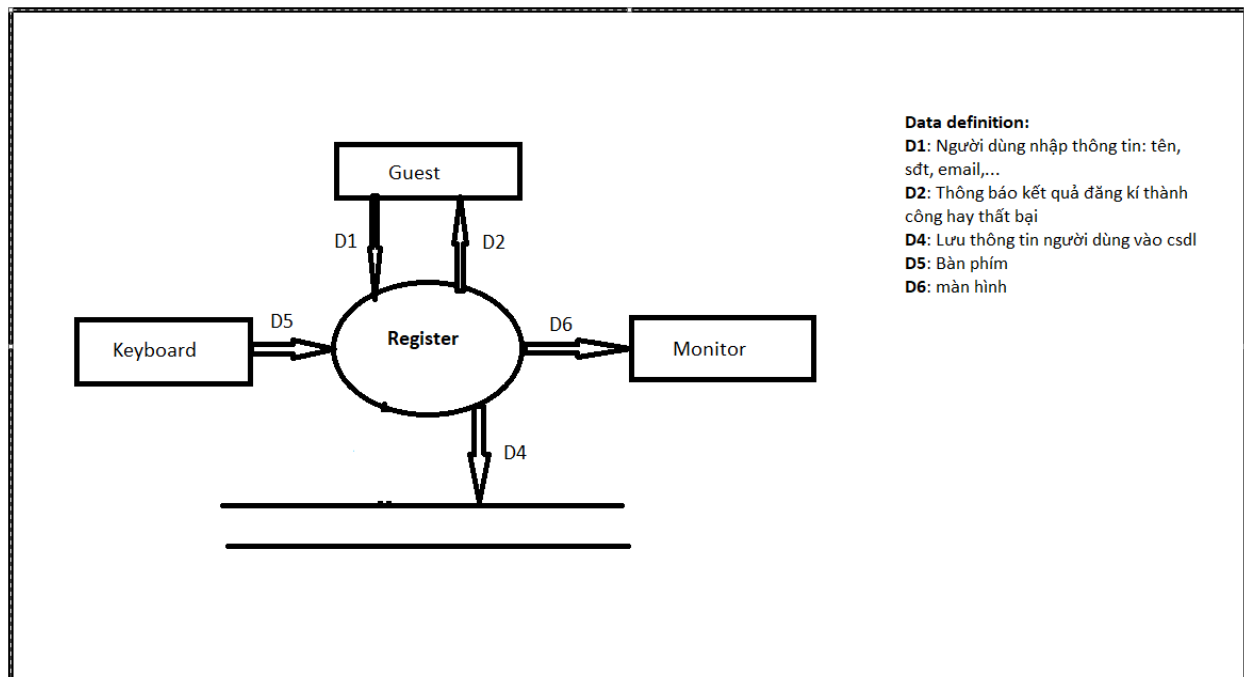 Guest
D1
D2
D5
Keyboard
Register
D6
Monitor
D4
Data definition:
D1: Người dùng nhập thông tin: tên,
sđt, email,...
D2: Thông báo kết quả đăng kí thành
công hay thất bại
D4: Lưu thông tin người dùng vào csdl
D5: Bàn phím
D6: màn hình